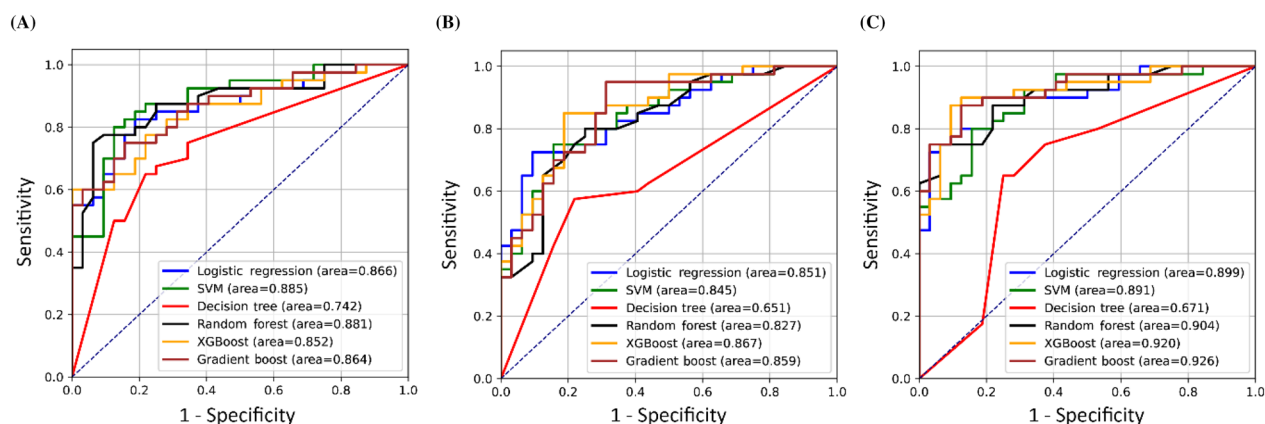 (A)
1.0
0.8
0.6
0.4
0.2
0.0
Sensitivity
Logistic regression (area=0.866)
SVM (area=0.885)
Decision tree (area=0.742)
Random forest (area=0.881)
XGBoost (area=0.852)
Gradient boost (area=0.864)
0.0 0.2 0.4 0.6 0.8 1.0
1 - Specificity
(B)
1.0
0.8
0.6
0.4
0.2
0.0
Sensitivity
Logistic regression (area=0.851)
SVM (area=0.845)
Decision tree (area=0.651)
Random forest (area=0.827)
XGBoost (area=0.867)
Gradient boost (area=0.859)
0.0 0.2 0.4 0.6 0.8 1.0
1 - Specificity
(C)
1.0
0.8
0.6
0.4
0.2
0.0
Sensitivity
Logistic regression (area=0.899)
SVM (area=0.891)
Decision tree (area=0.671)
Random forest (area=0.904)
XGBoost (area=0.920)
Gradient boost (area=0.926)
0.0 0.2 0.4 0.6 0.8 1.0
1 - Specificity